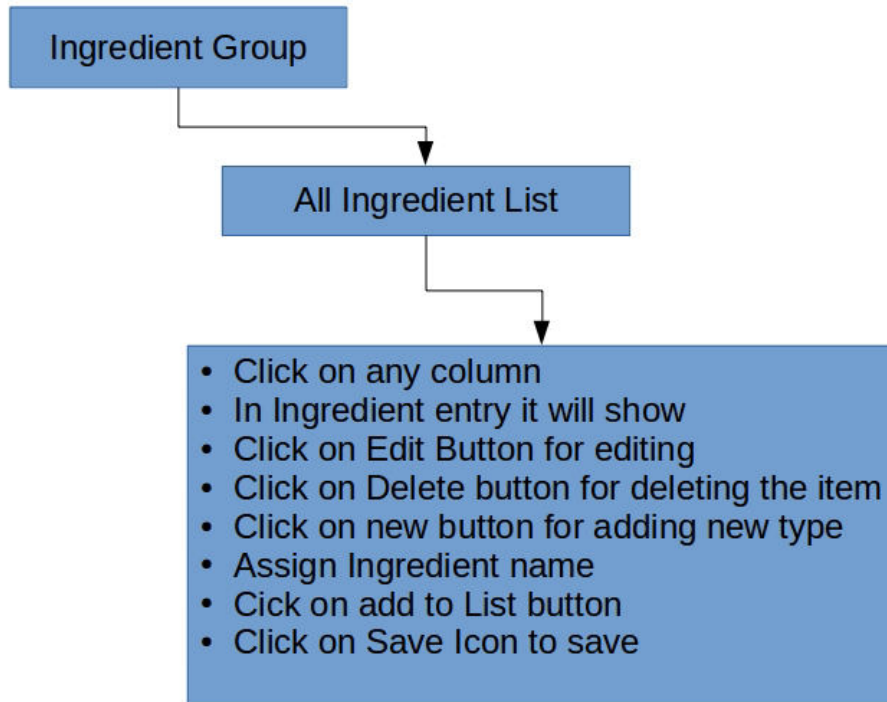 Ingredient Group
All Ingredient List
• Click on any column
• In Ingredient entry it will show
• Click on Edit Button for editing
• Click on Delete button for deleting the item
• Click on new button for adding new type
• Assign Ingredient name
• Cick on add to List button
• Click on Save Icon to save